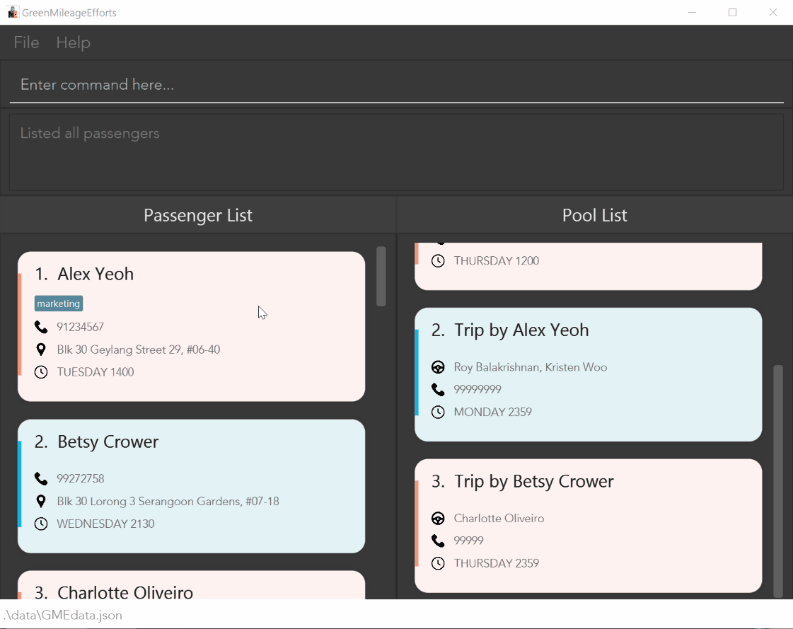 GreenMileageEfforts
File Help
Enter command here...
Listed all passengers
Passenger List
1. Alex Yeoh
marketing
91234567
Blk 30 Geylang Street 29, #06-40
TUESDAY 1400
2. Betsy Crower
99272758
Blk 30 Lorong 3 Serangoon Gardens, #07-18
WEDNESDAY 2130
3. Charlotte Oliveiro
Pool List
THURSDAY 1200
2. Trip by Alex Yeoh
Roy Balakrishnan, Kristen Woo
99999999
MONDAY 2359
3. Trip by Betsy Crower
Charlotte Oliveiro
99999
THURSDAY 2359
.\data\GMEdata.json